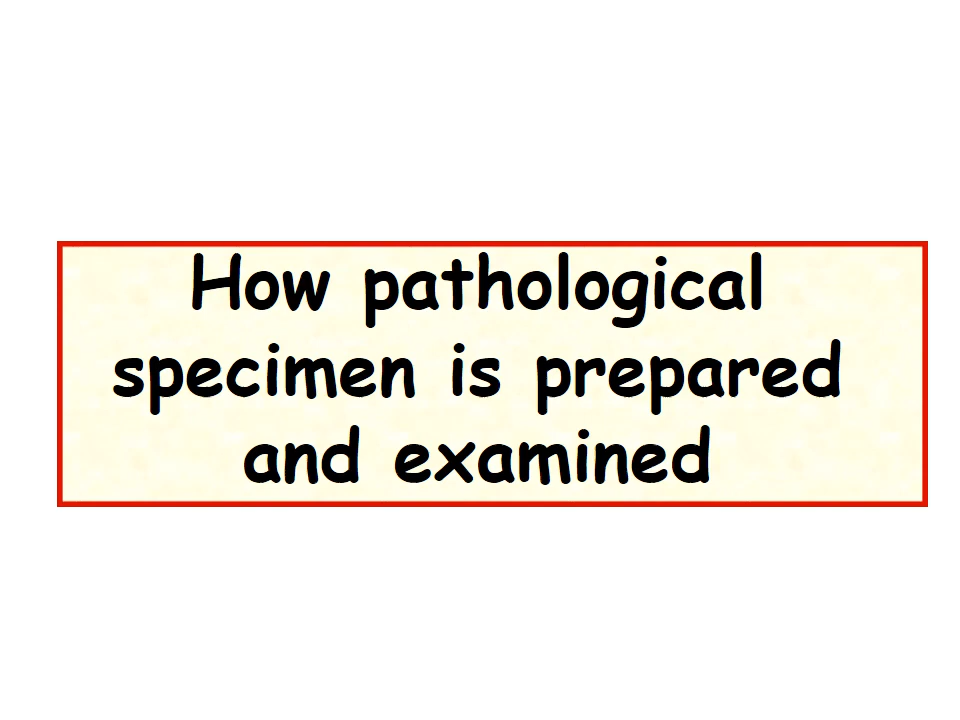 How pathological
specimen is prepared
and examined